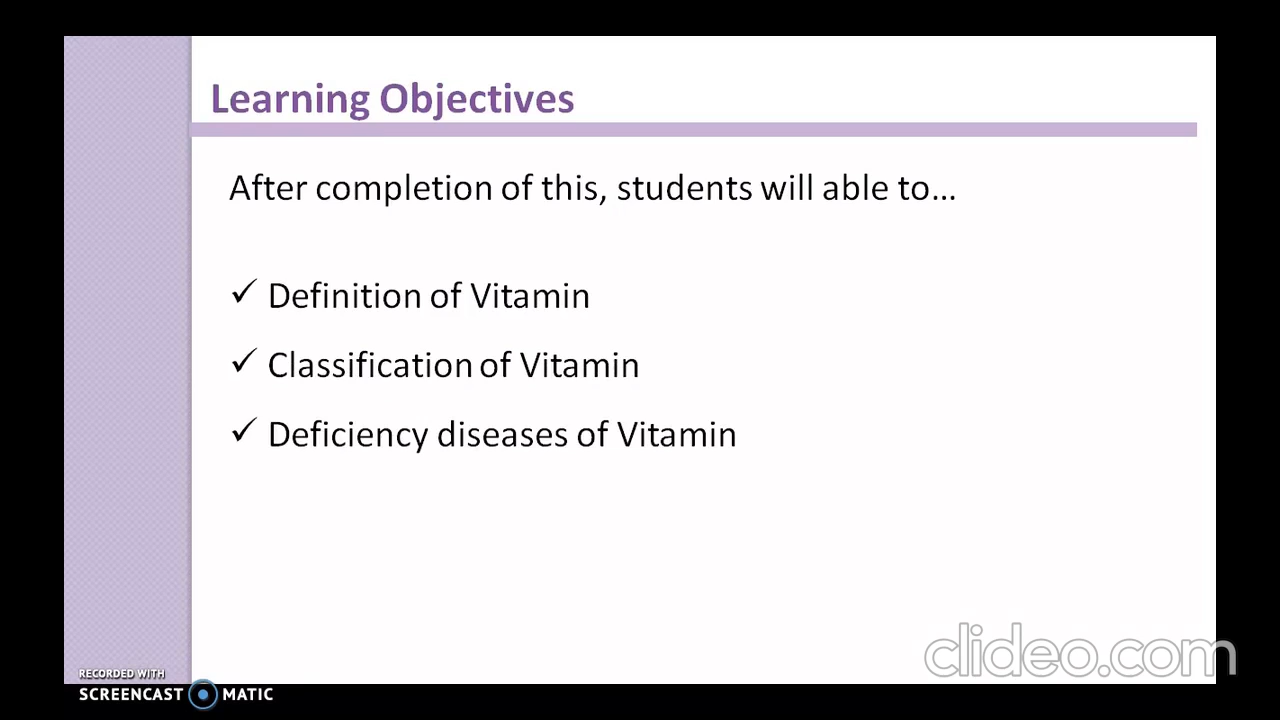 Learning Objectives
After completion of this, students will able to...
✓ Definition of Vitamin
✓ Classification of Vitamin
✓ Deficiency diseases of Vitamin
clideo.com
RECORDED WITH
SCREENCAST MATIC